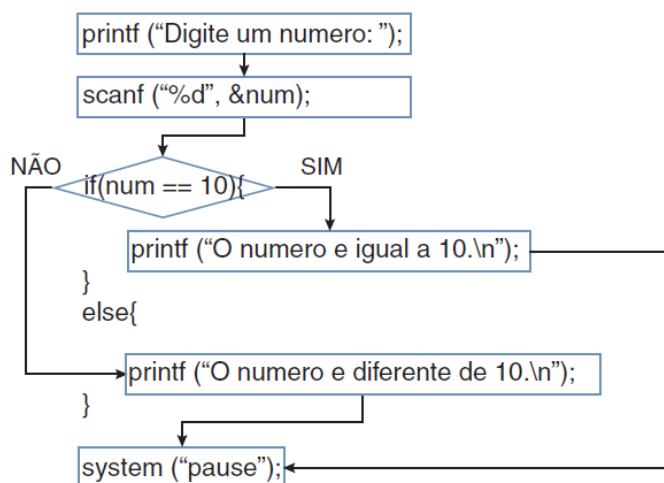 printf (“Digite um numero: ”);
scanf (“%d”, &num);
NÃO
SIM
if(num == 10){
printf (“O numero e igual a 10.\n”);
}
else{
printf (“O numero e diferente de 10.\n”);
}
system (“pause”);